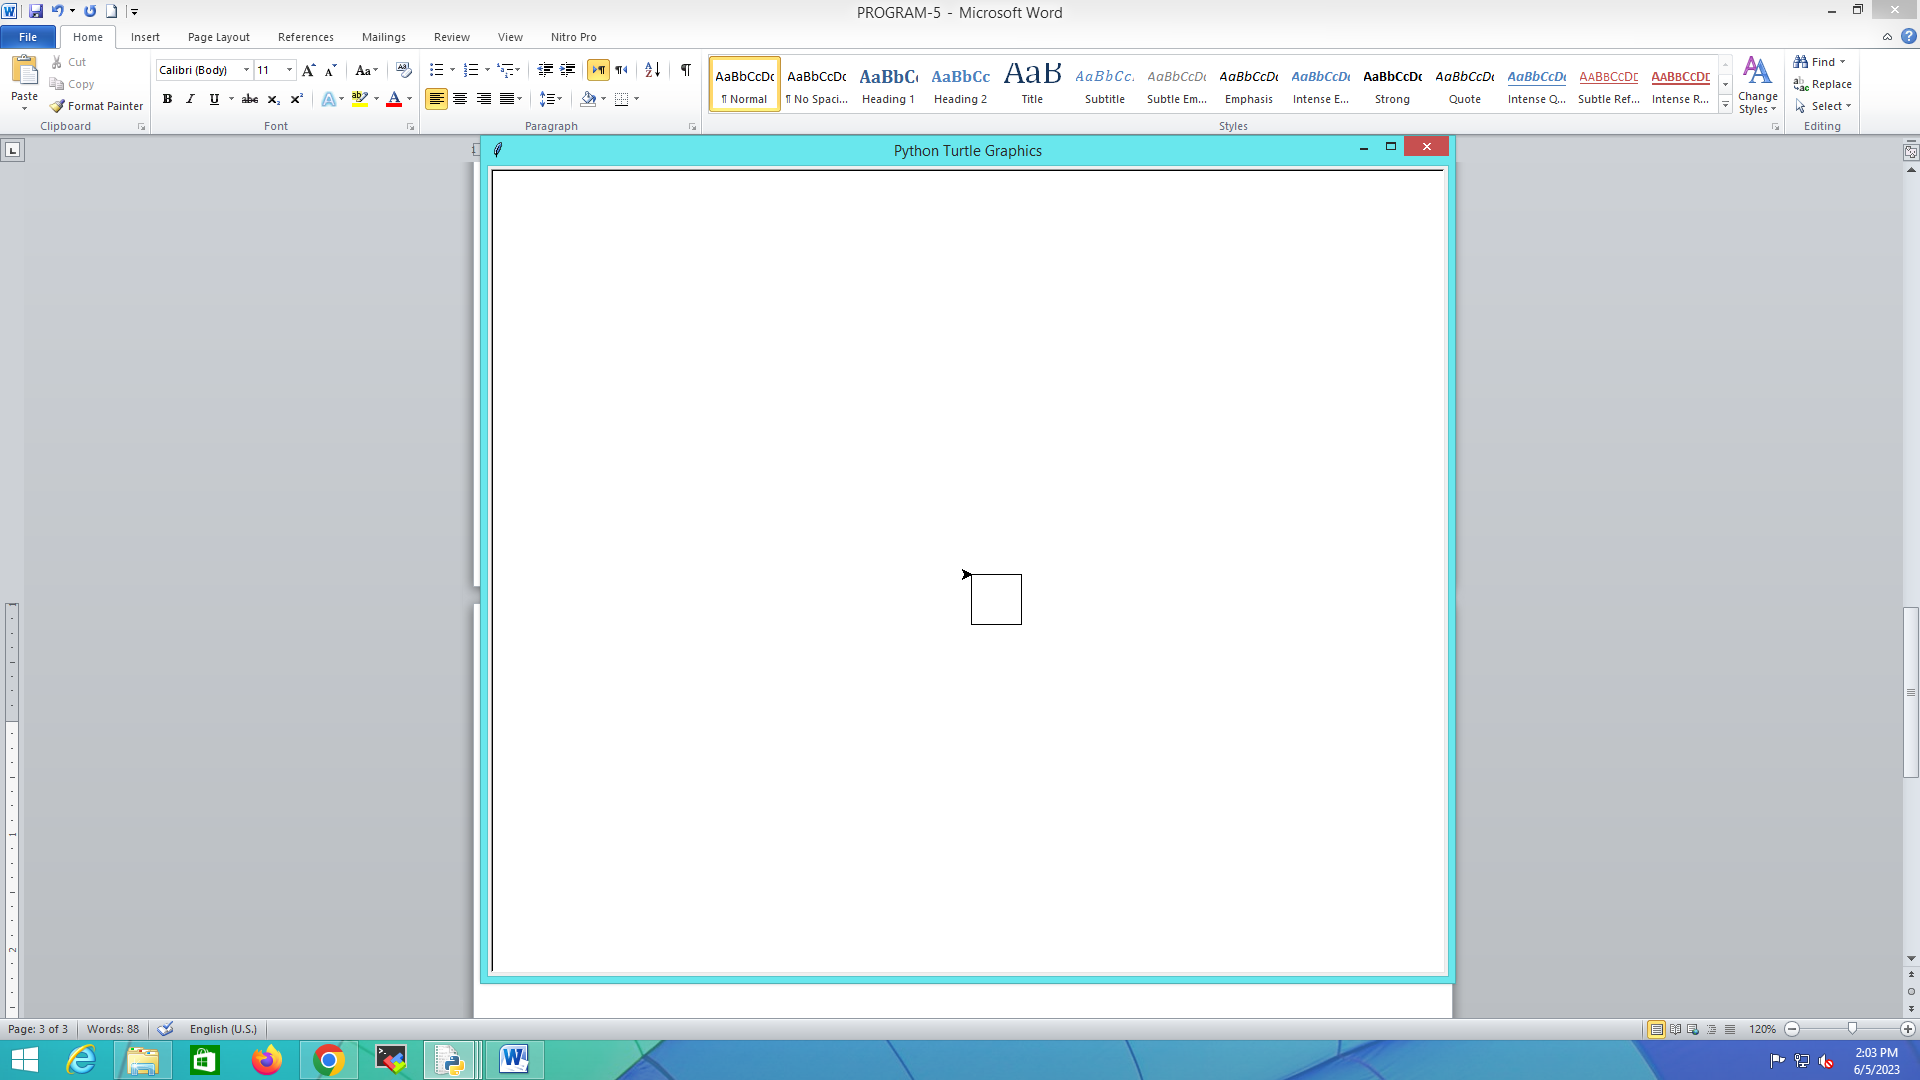 PROGRAM-5 - Microsoft Word
File Home Insert Page Layout References Mailings Review View Nitro Pro
Paste
Cut
Copy
Format Painter
Clipboard
Calibri (Body) 11
Font
Paragraph
AaBbCcDc AaBbCcDc AaBbC AaBbCc AaB AaBbCc. AaBbCcDc AaBbCcDc AaBbCcDc AaBbCcDc AaBbCcDc AaBbCcDc AABBCCDE AABBCCDE
¶ Normal ¶ No Spaci... Heading 1 Heading 2 Title Subtitle Subtle Em... Emphasis Intense E... Strong Quote Intense Q... Subtle Ref... Intense R...
Change Styles
Styles
Find
Replace
Select
Editing
Python Turtle Graphics
1
2
Page: 3 of 3 Words: 88 English (U.S.) 120%
2:03 PM
6/5/2023